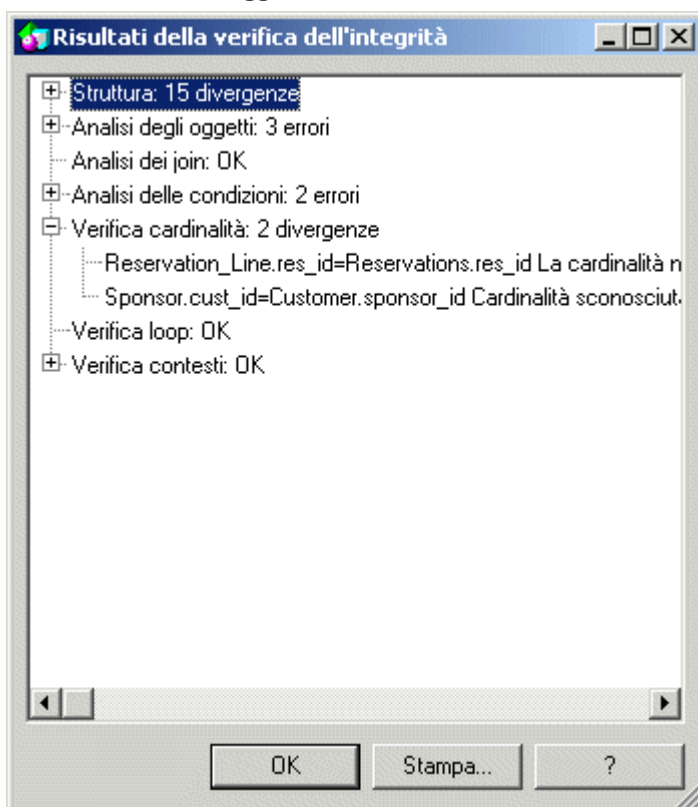 Risultati della verifica dell'integrità
Struttura: 15 divergenze
Analisi degli oggetti: 3 errori
Analisi dei join: OK
Analisi delle condizioni: 2 errori
Verifica cardinalità: 2 divergenze
Reservation_Line.res_id=Reservations.res_id La cardinalità n
Sponsor.cust_id=Customer.sponsor_id Cardinalità sconosciut
Verifica loop: OK
Verifica contesti: OK
OK
Stampa...
?